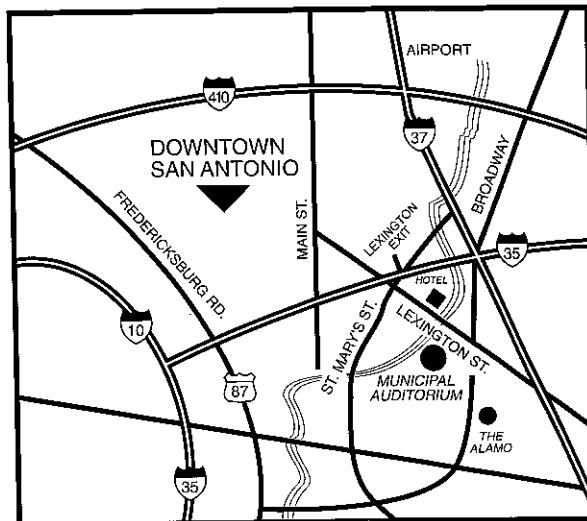 AIRPORT
410
37
DOWNTOWN
SAN ANTONIO
BROADWAY
FREDERICKSBURG RD.
MAIN ST.
LEXINGTON
EXIT
35
HOTEL
10
ST. MARY'S ST.
LEXINGTON ST.
MUNICIPAL
AUDITORIUM
87
THE
ALAMO
35